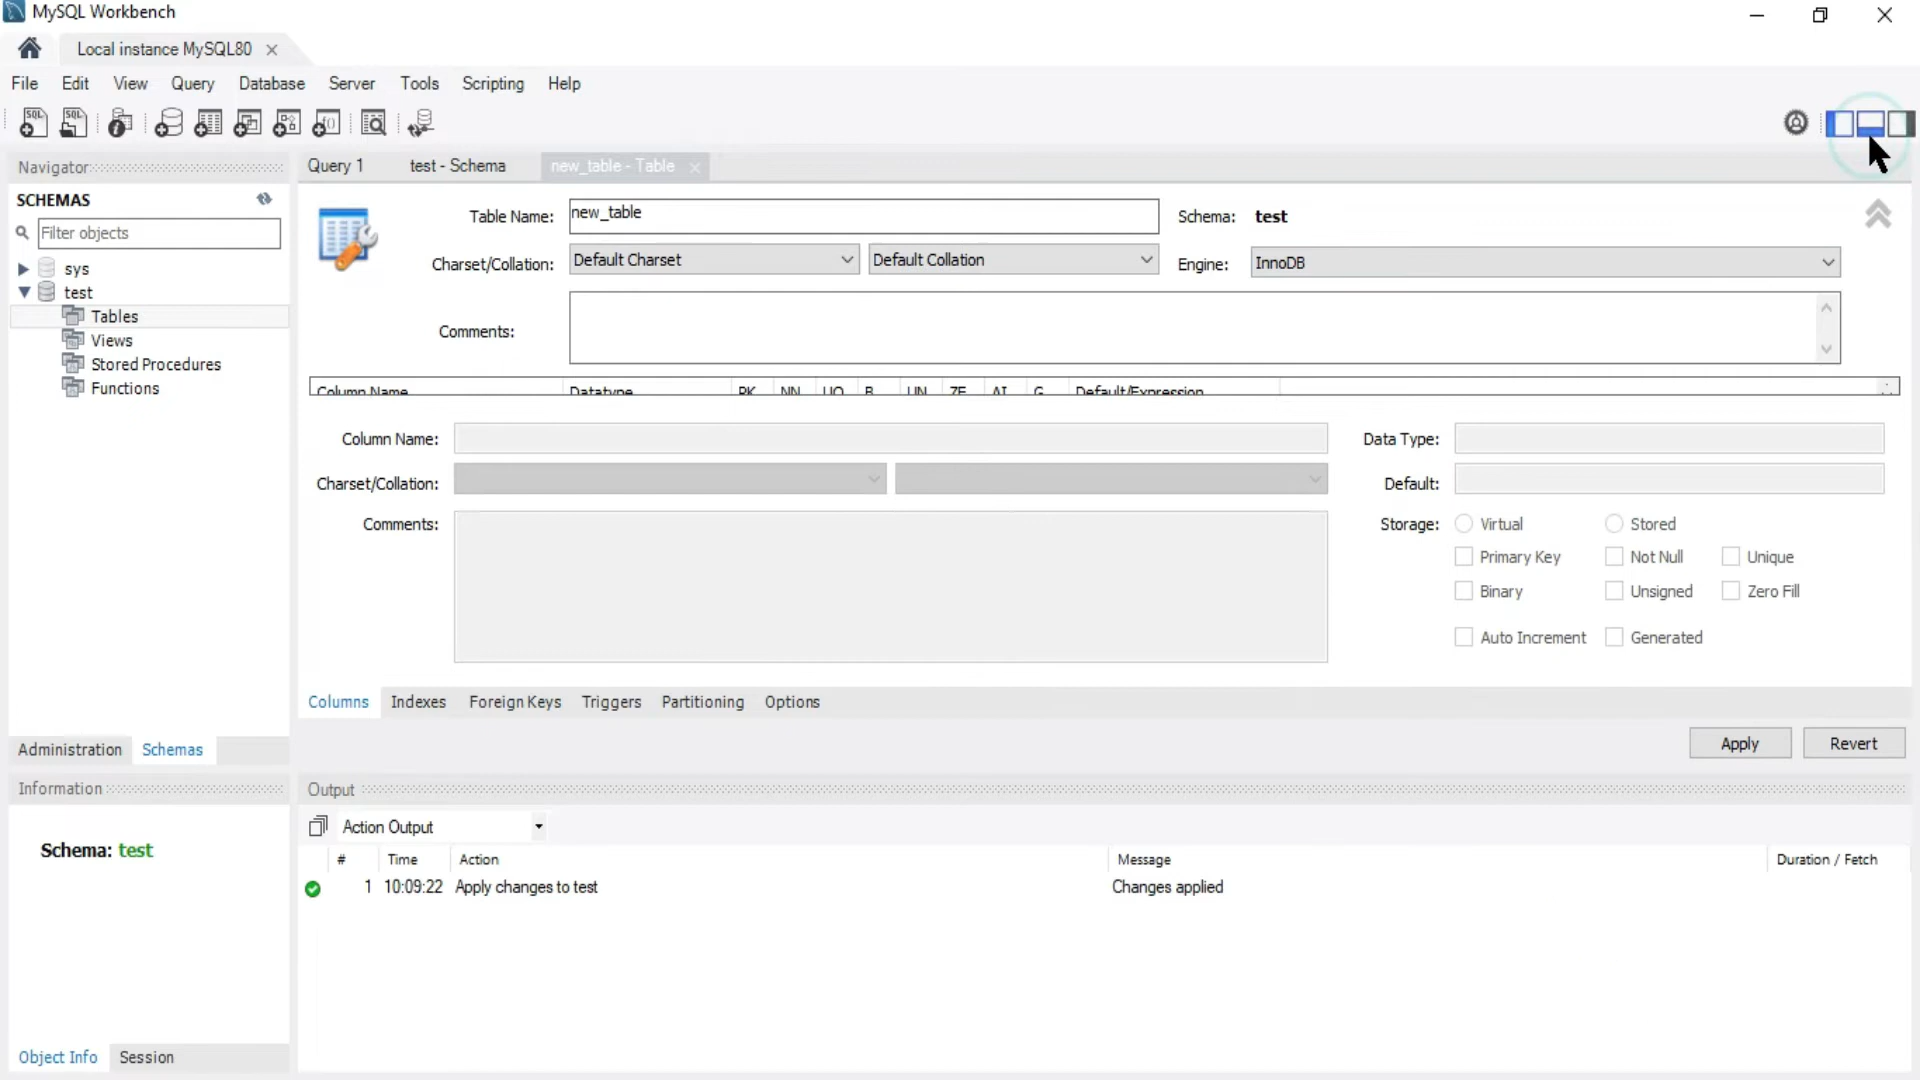 MySQL Workbench
Local instance MySQL80
File Edit View Query Database Server Tools Scripting Help
Navigator
Query 1 test - Schema new_table - Table
SCHEMAS
Filter objects
sys
test
Tables
Views
Stored Procedures
Functions
Table Name: new_table Schema: test
Charset/Collation: Default Charset Default Collation Engine: InnoDB
Comments:
Column Name Datatype PK NN UQ B UN ZF AI G Default/Expression
Column Name: Data Type:
Charset/Collation: Default:
Comments: Storage: Virtual Stored
Primary Key Not Null Unique
Binary Unsigned Zero Fill
Auto Increment Generated
Columns Indexes Foreign Keys Triggers Partitioning Options
Administration Schemas
Apply Revert
Information
Output
Action Output
Schema: test
# Time Action Message Duration / Fetch
1 10:09:22 Apply changes to test Changes applied
Object Info Session